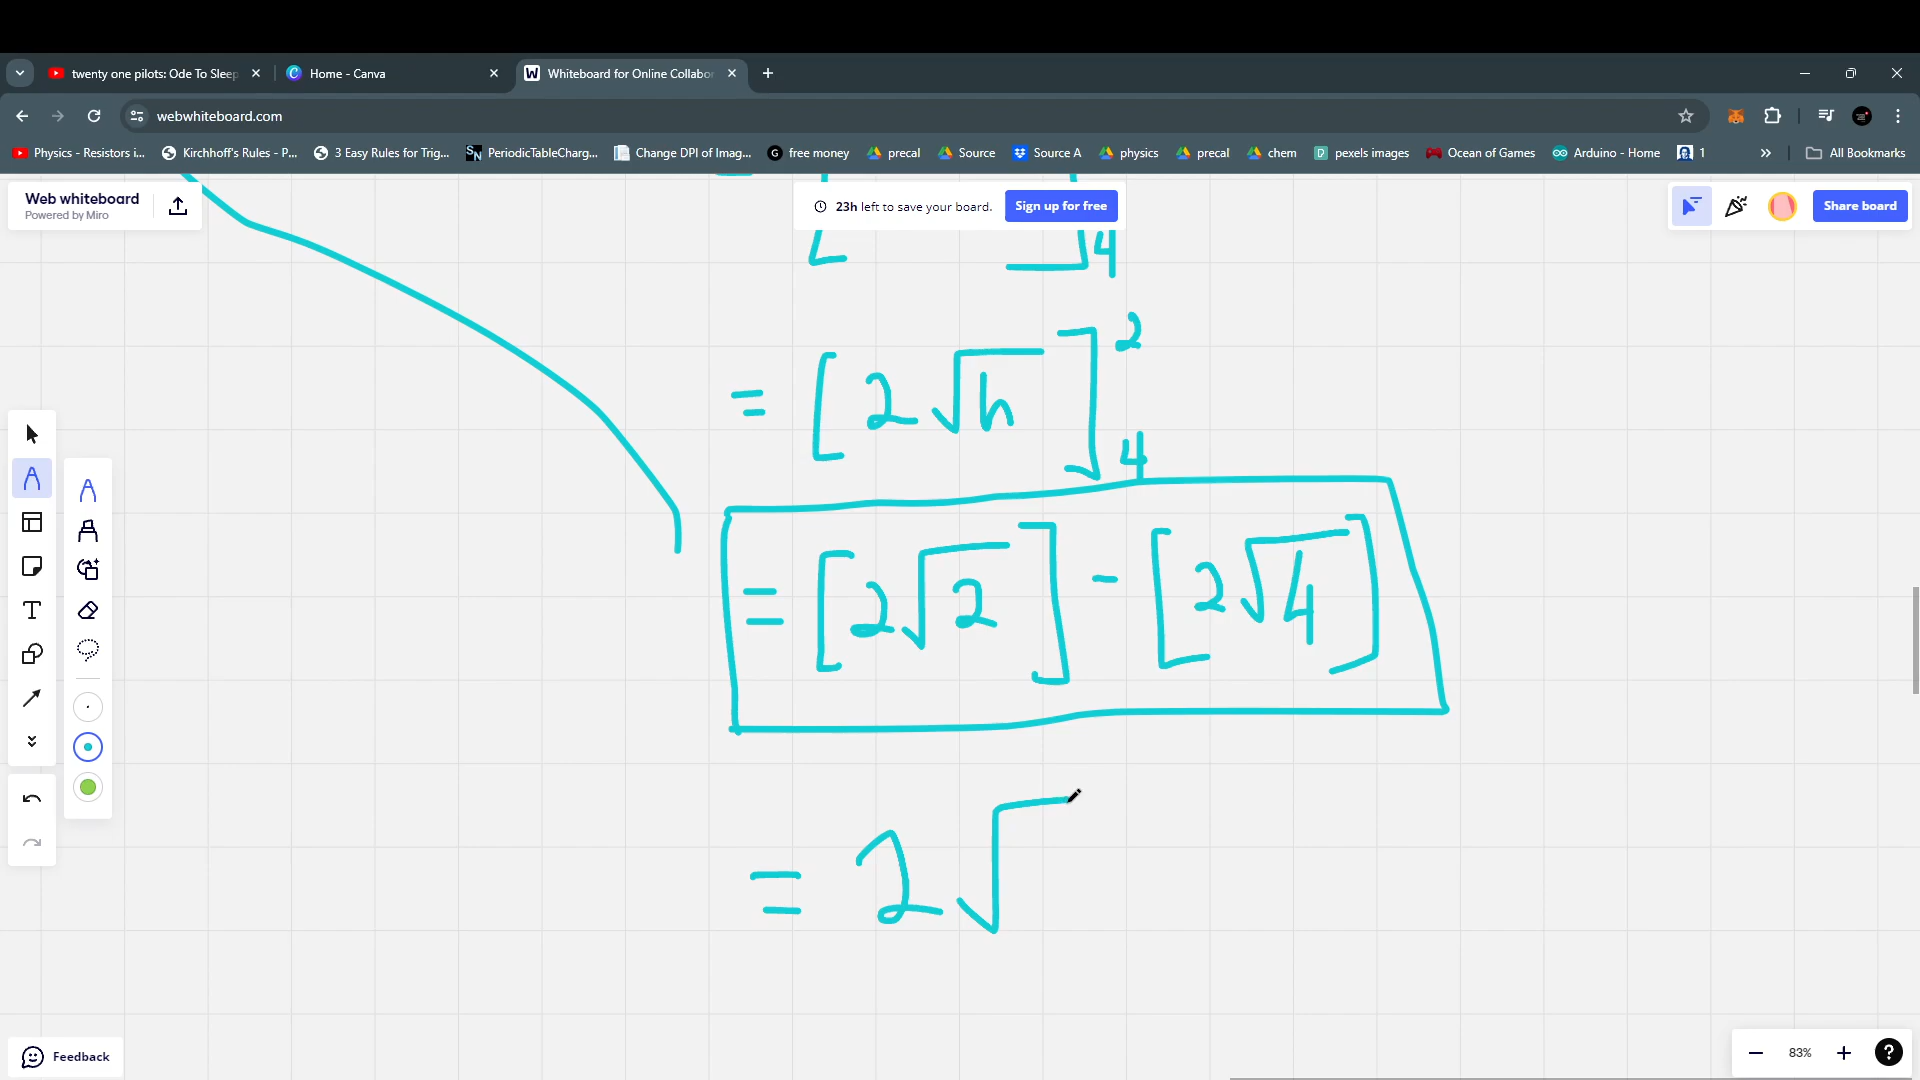 twenty one pilots: Ode To Sleep
Home - Canva
Whiteboard for Online Collabor
webwhiteboard.com
Physics - Resistors i...
Kirchhoff's Rules - P...
3 Easy Rules for Trig...
PeriodicTableCharg...
Change DPI of Imag...
free money
precal
Source
Source A
physics
precal
chem
pexels images
Ocean of Games
Arduino - Home
1
All Bookmarks
Web whiteboard
Powered by Miro
23h left to save your board.
Sign up for free
Share board
4
= [2√h]²₄
= [2√2] - [2√4]
= 2√
Feedback
83%